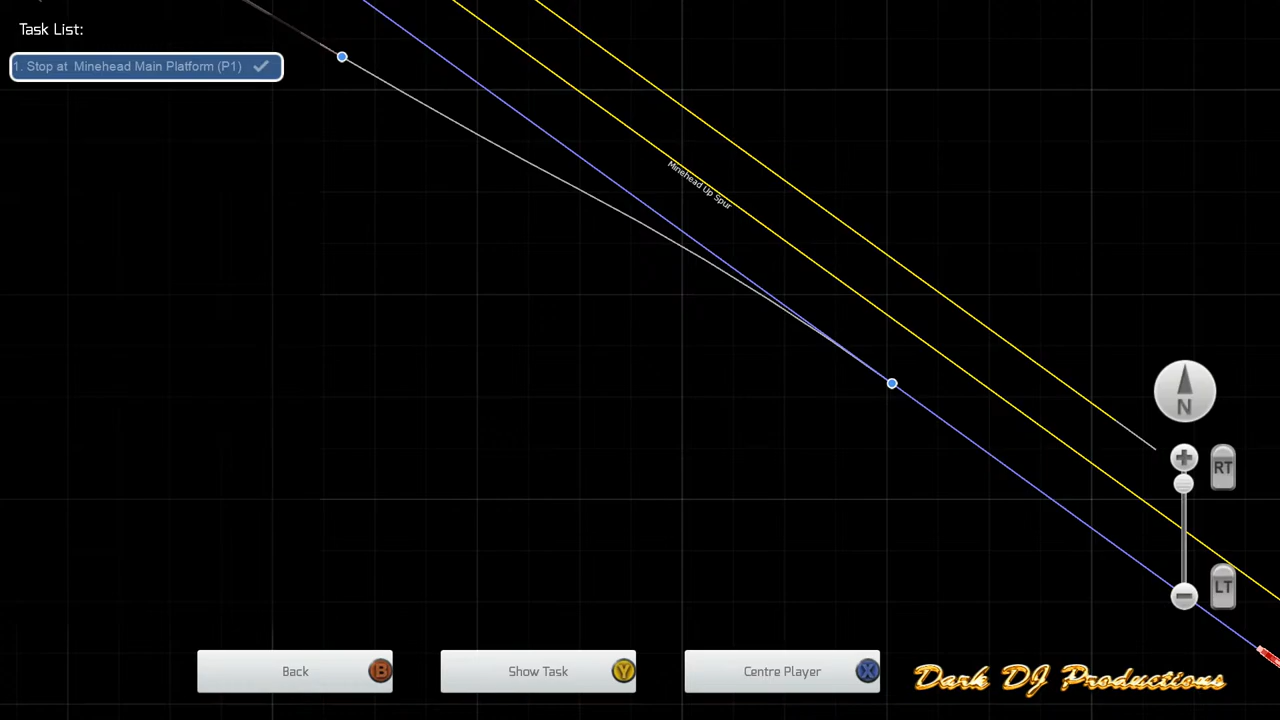 Task List:
1. Stop at Minehead Main Platform (P1)
Minehead Up Spur
N
RT
LT
Back B
Show Task Y
Centre Player X
Dark DJ Productions